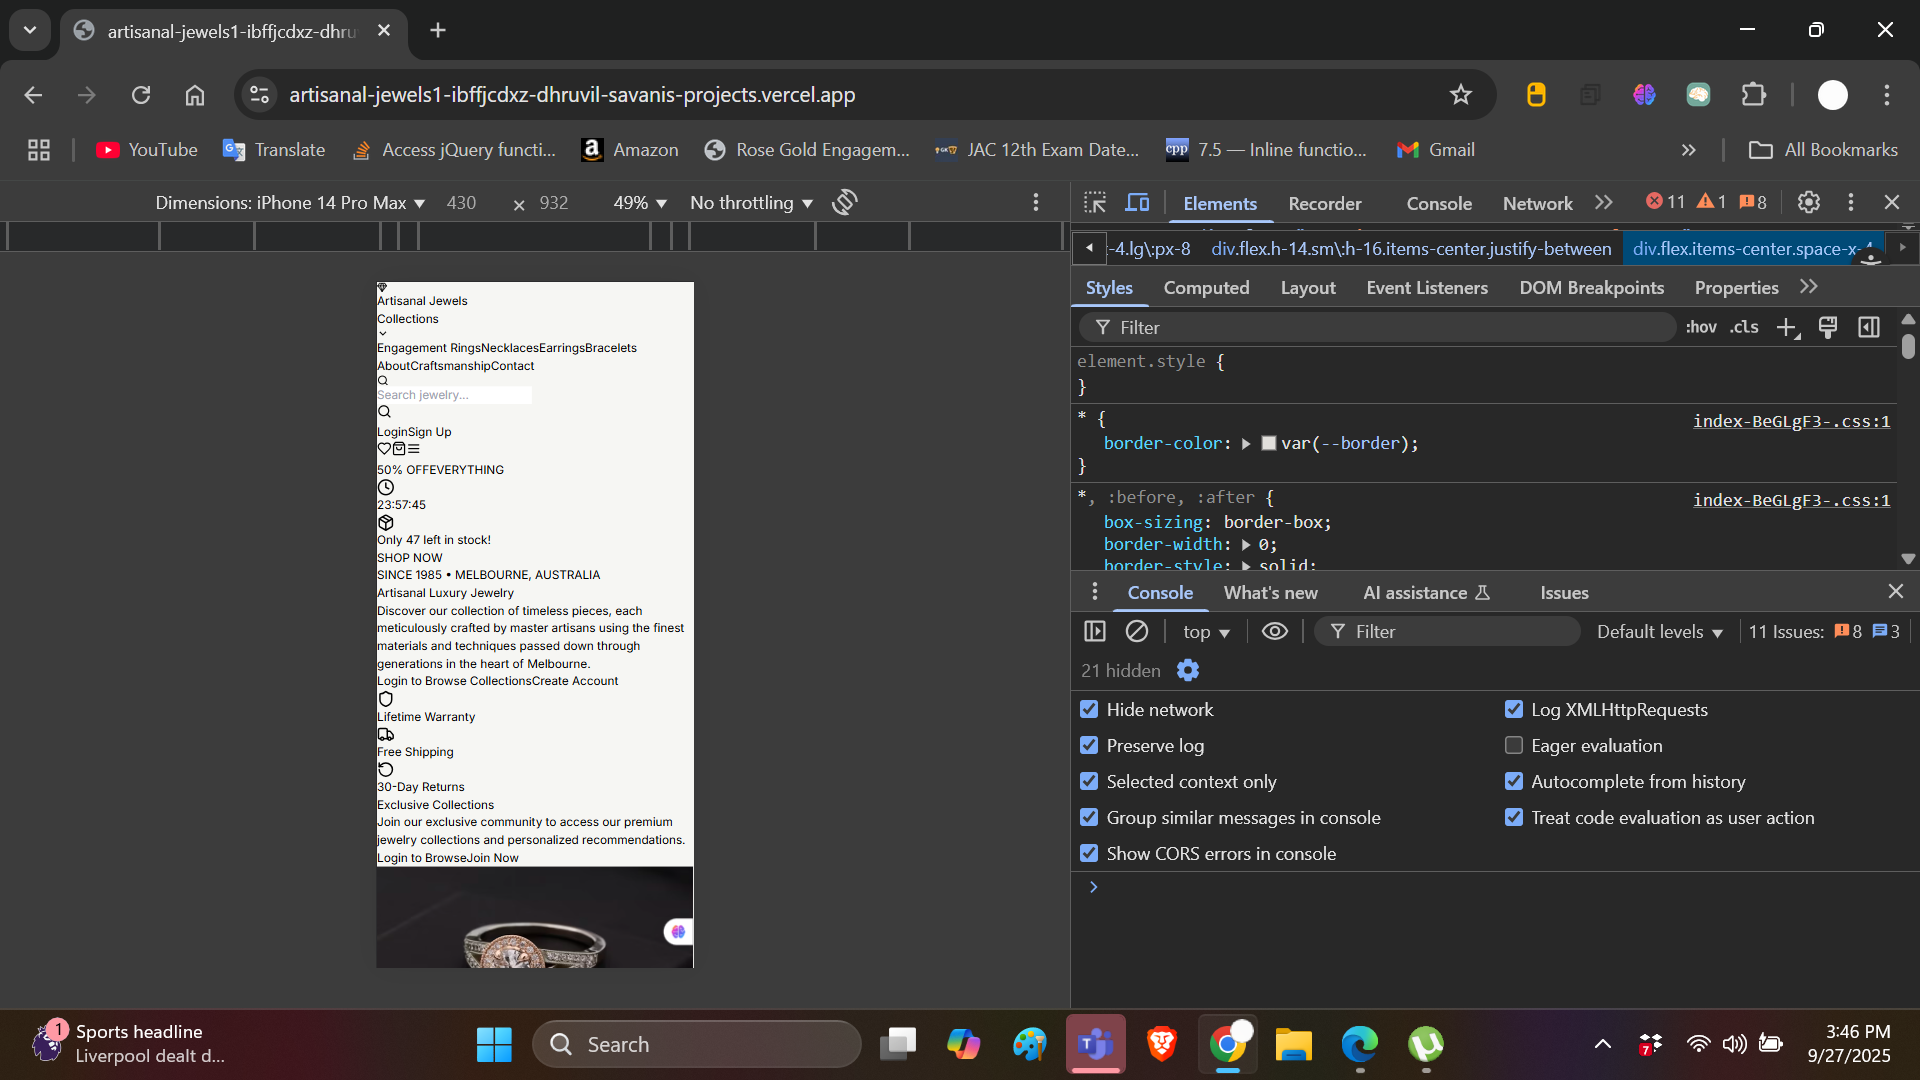 artisanal-jewels1-ibffjcdxz-dhru
artisanal-jewels1-ibffjcdxz-dhruvil-savanis-projects.vercel.app
YouTube
Translate
Access jQuery functi...
Amazon
Rose Gold Engagem...
JAC 12th Exam Date...
cpp
7.5 — Inline functio...
Gmail
All Bookmarks
Dimensions: iPhone 14 Pro Max
430
×
932
49%
No throttling
Artisanal Jewels
Collections
Engagement RingsNecklacesEarringsBracelets
AboutCraftsmanshipContact
Search jewelry...
LoginSign Up
50% OFFEVERYTHING
23:57:45
Only 47 left in stock!
SHOP NOW
SINCE 1985 • MELBOURNE, AUSTRALIA
Artisanal Luxury Jewelry
Discover our collection of timeless pieces, each
meticulously crafted by master artisans using the finest
materials and techniques passed down through
generations in the heart of Melbourne.
Login to Browse CollectionsCreate Account
Lifetime Warranty
Free Shipping
30-Day Returns
Exclusive Collections
Join our exclusive community to access our premium
jewelry collections and personalized recommendations.
Login to BrowseJoin Now
Elements
Recorder
Console
Network
11
1
8
-4.lg\:px-8
div.flex.h-14.sm\:h-16.items-center.justify-between
div.flex.items-center.space-x-4
Styles
Computed
Layout
Event Listeners
DOM Breakpoints
Properties
Filter
:hov
.cls
element.style {
}
* {
index-BeGLgF3-.css:1
border-color: var(--border);
}
*, :before, :after {
index-BeGLgF3-.css:1
box-sizing: border-box;
border-width: 0;
border-style: solid;
Console
What's new
AI assistance
Issues
top
Filter
Default levels
11 Issues:
8
3
21 hidden
Hide network
Log XMLHttpRequests
Preserve log
Eager evaluation
Selected context only
Autocomplete from history
Group similar messages in console
Treat code evaluation as user action
Show CORS errors in console
1
Sports headline
Liverpool dealt d...
Search
7
3:46 PM
9/27/2025